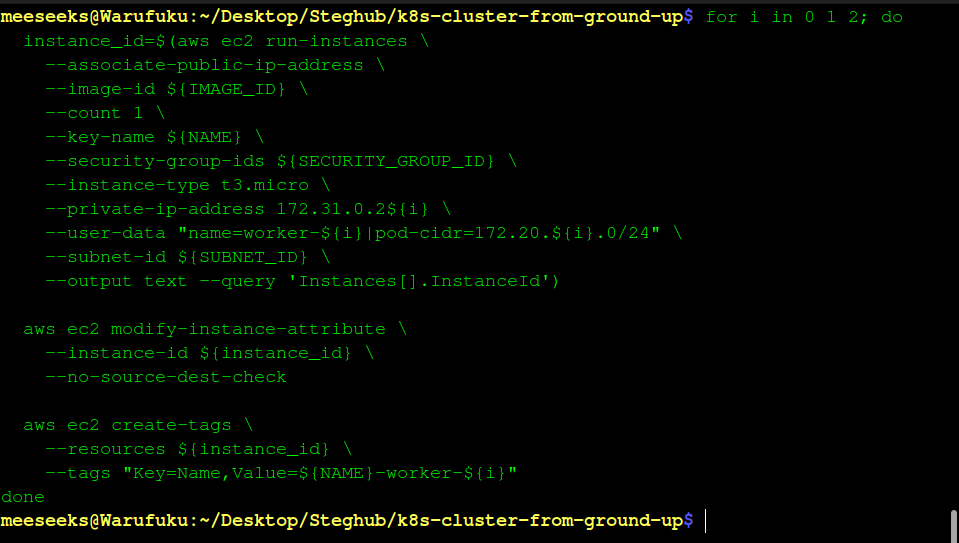 meeseeks@Warufuku:~/Desktop/Steghub/k8s-cluster-from-ground-up$ for i in 0 1 2; do
  instance_id=$(aws ec2 run-instances \
    --associate-public-ip-address \
    --image-id ${IMAGE_ID} \
    --count 1 \
    --key-name ${NAME} \
    --security-group-ids ${SECURITY_GROUP_ID} \
    --instance-type t3.micro \
    --private-ip-address 172.31.0.2${i} \
    --user-data "name=worker-${i}|pod-cidr=172.20.${i}.0/24" \
    --subnet-id ${SUBNET_ID} \
    --output text --query 'Instances[].InstanceId')

  aws ec2 modify-instance-attribute \
    --instance-id ${instance_id} \
    --no-source-dest-check

  aws ec2 create-tags \
    --resources ${instance_id} \
    --tags "Key=Name,Value=${NAME}-worker-${i}"
done
meeseeks@Warufuku:~/Desktop/Steghub/k8s-cluster-from-ground-up$